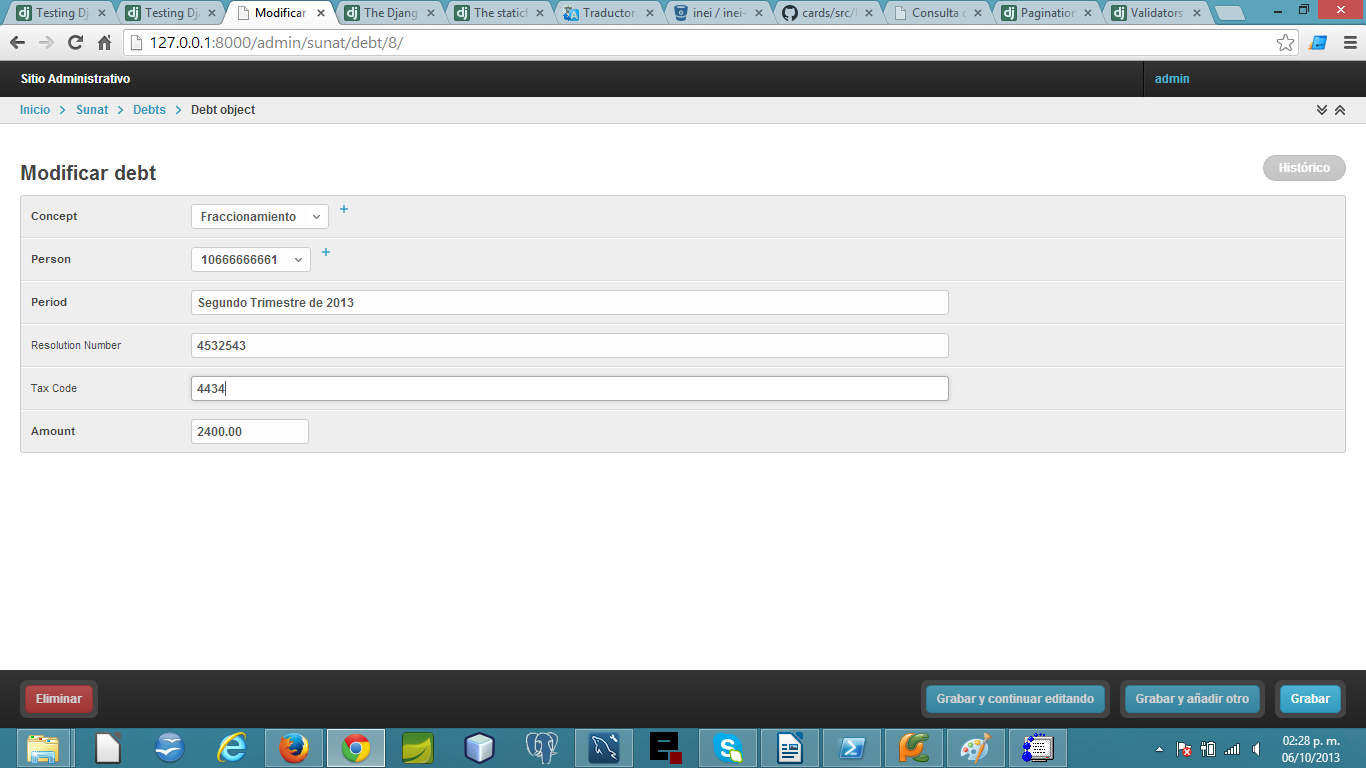 Testing Dj
Testing Dj
Modificar
The Djang
The staticf
Traductor
inei / inei-
cards/src/
Consulta d
Pagination
Validators
127.0.0.1:8000/admin/sunat/debt/8/
Sitio Administrativo
admin
Inicio > Sunat > Debts > Debt object
Modificar debt
Histórico
Concept
Fraccionamiento
+
Person
10666666661
+
Period
Segundo Trimestre de 2013
Resolution Number
4532543
Tax Code
4434
Amount
2400.00
Eliminar
Grabar y continuar editando
Grabar y añadir otro
Grabar
02:28 p. m.
06/10/2013